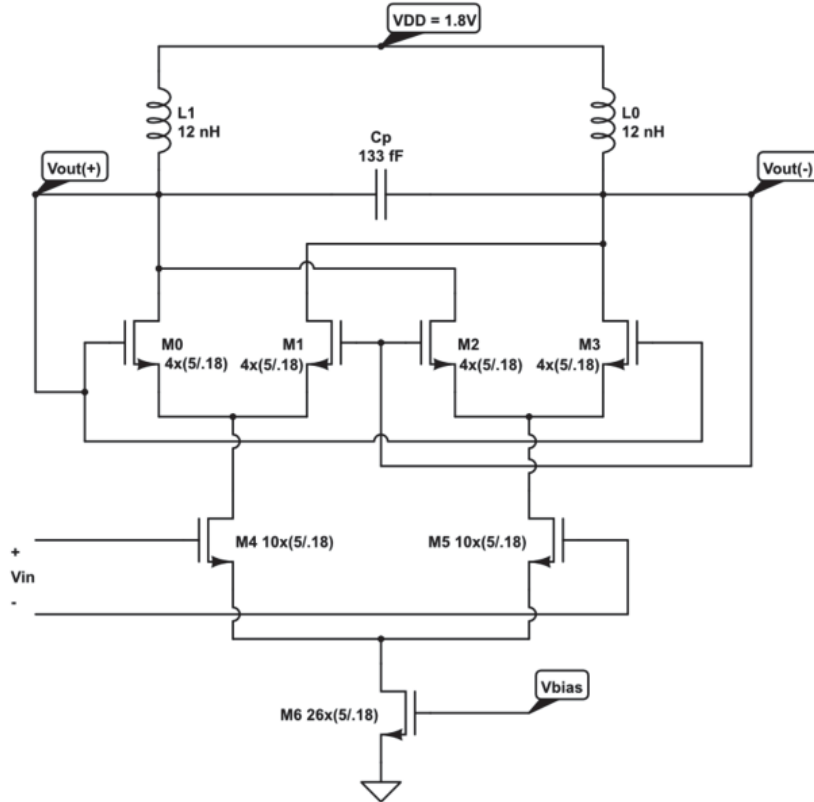 VDD = 1.8V
L1
12 nH
L0
12 nH
Cp
133 fF
Vout(+)
Vout(-)
M0
4x(5/.18)
M1
4x(5/.18)
M2
4x(5/.18)
M3
4x(5/.18)
M4 10x(5/.18)
M5 10x(5/.18)
+
Vin
-
Vbias
M6 26x(5/.18)